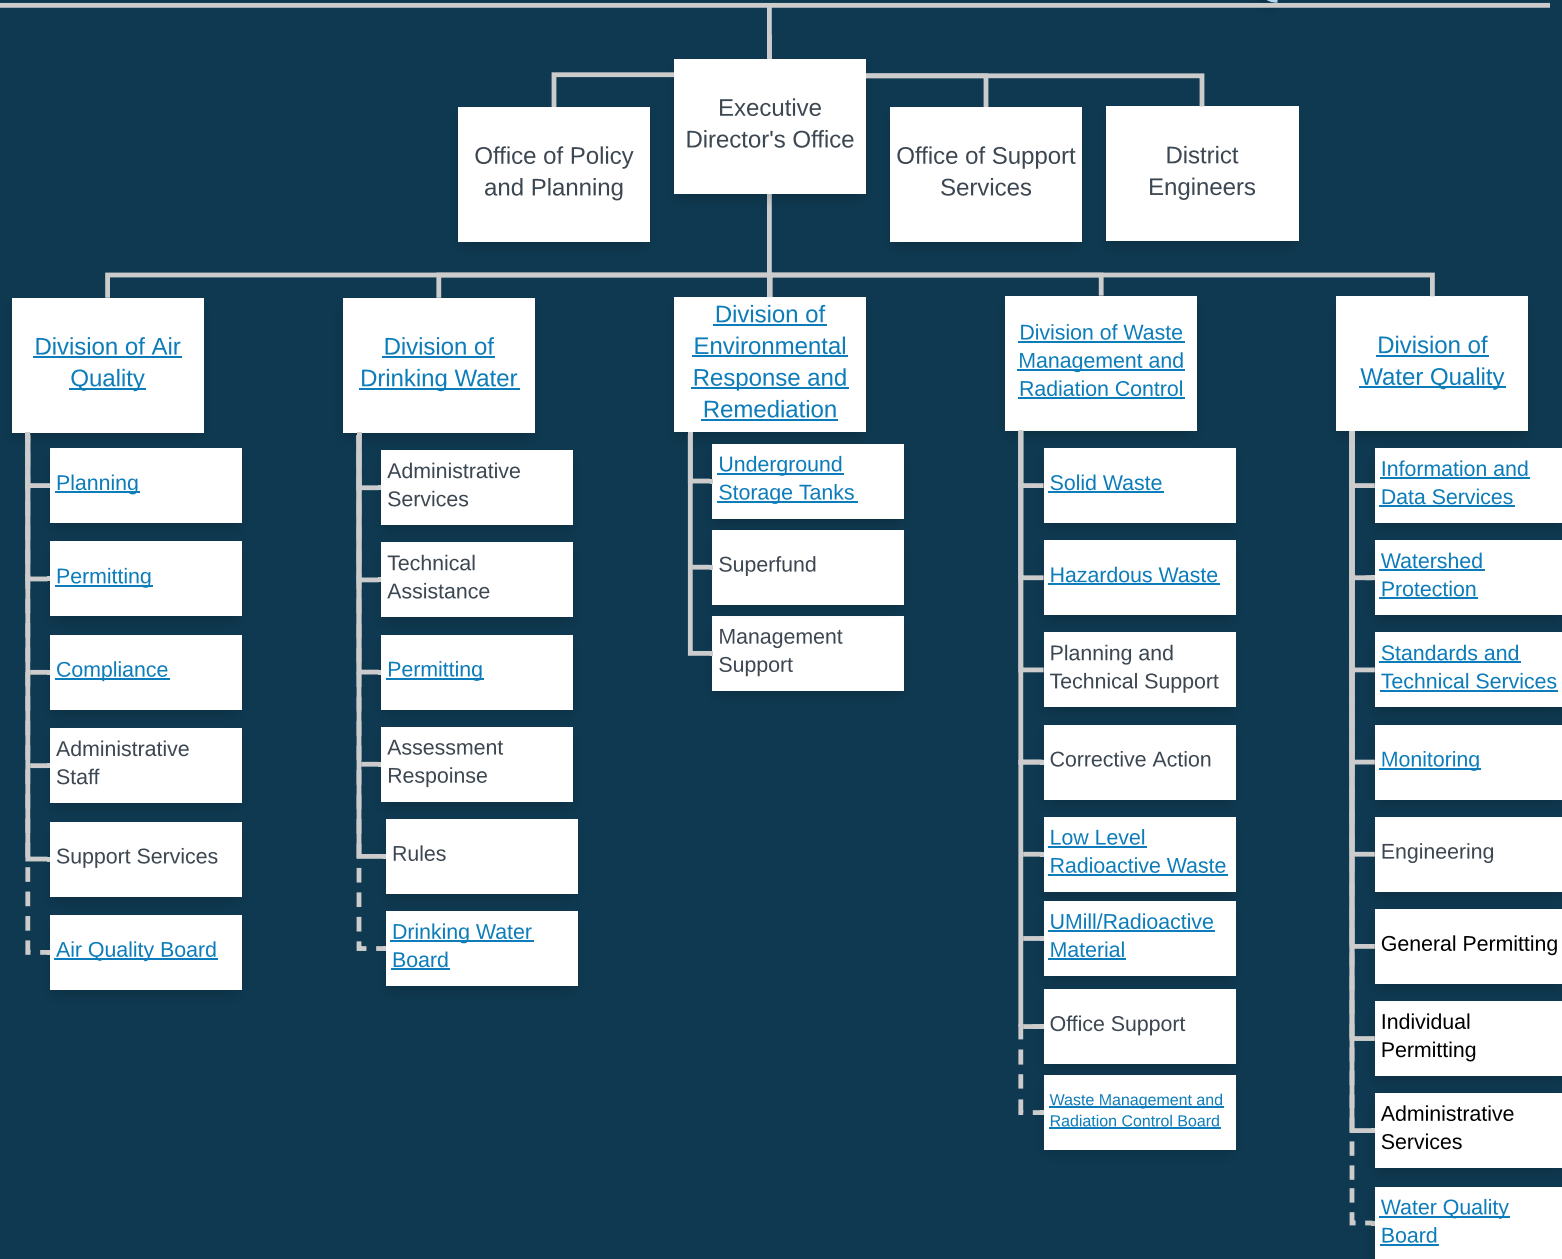 Executive
Director's Office
Office of Policy
and Planning
Office of Support
Services
District
Engineers
Division of Air
Quality
Planning
Permitting
Compliance
Administrative
Staff
Support Services
Air Quality Board
Division of
Drinking Water
Administrative
Services
Technical
Assistance
Permitting
Assessment
Respoinse
Rules
Drinking Water
Board
Division of
Environmental
Response and
Remediation
Underground
Storage Tanks
Superfund
Management
Support
Division of Waste
Management and
Radiation Control
Solid Waste
Hazardous Waste
Planning and
Technical Support
Corrective Action
Low Level
Radioactive Waste
UMill/Radioactive
Material
Office Support
Waste Management and
Radiation Control Board
Division of
Water Quality
Information and
Data Services
Watershed
Protection
Standards and
Technical Services
Monitoring
Engineering
General Permitting
Individual
Permitting
Administrative
Services
Water Quality
Board